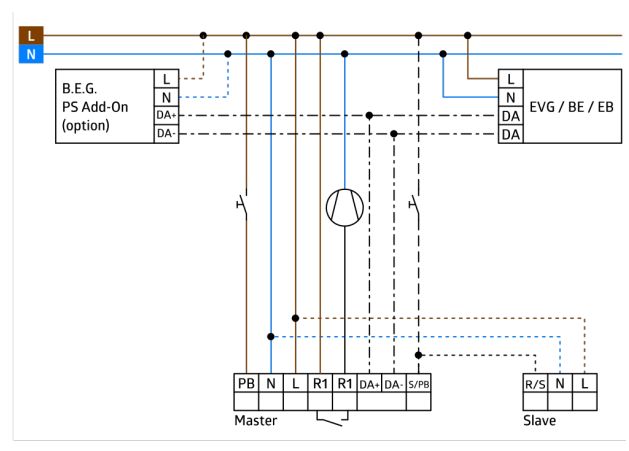 L
N
B.E.G.
PS Add-On
(option)
L
N
DA+
DA-
L
N
DA
DA
EVG / BE / EB
PB N L R1 R1 DA+ DA- S/PB
Master
R/S N L
Slave